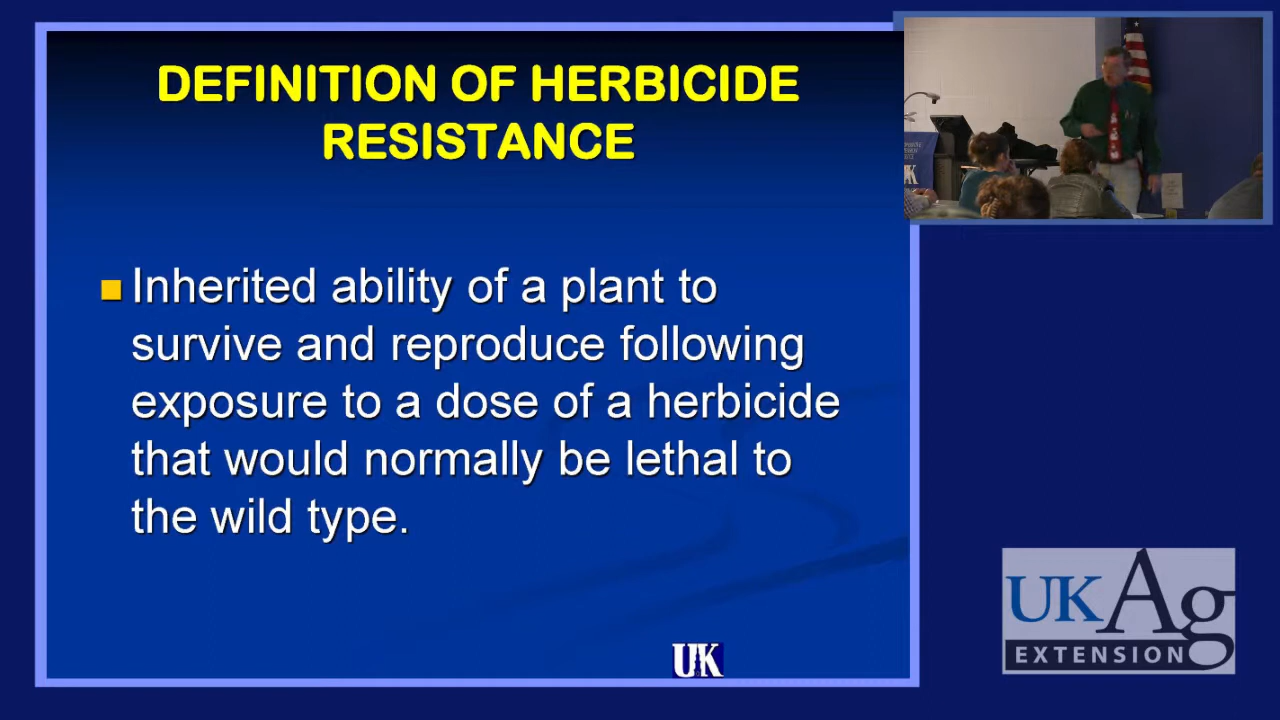 DEFINITION OF HERBICIDE
RESISTANCE
Inherited ability of a plant to
survive and reproduce following
exposure to a dose of a herbicide
that would normally be lethal to
the wild type.
UK
UKAg
EXTENSION